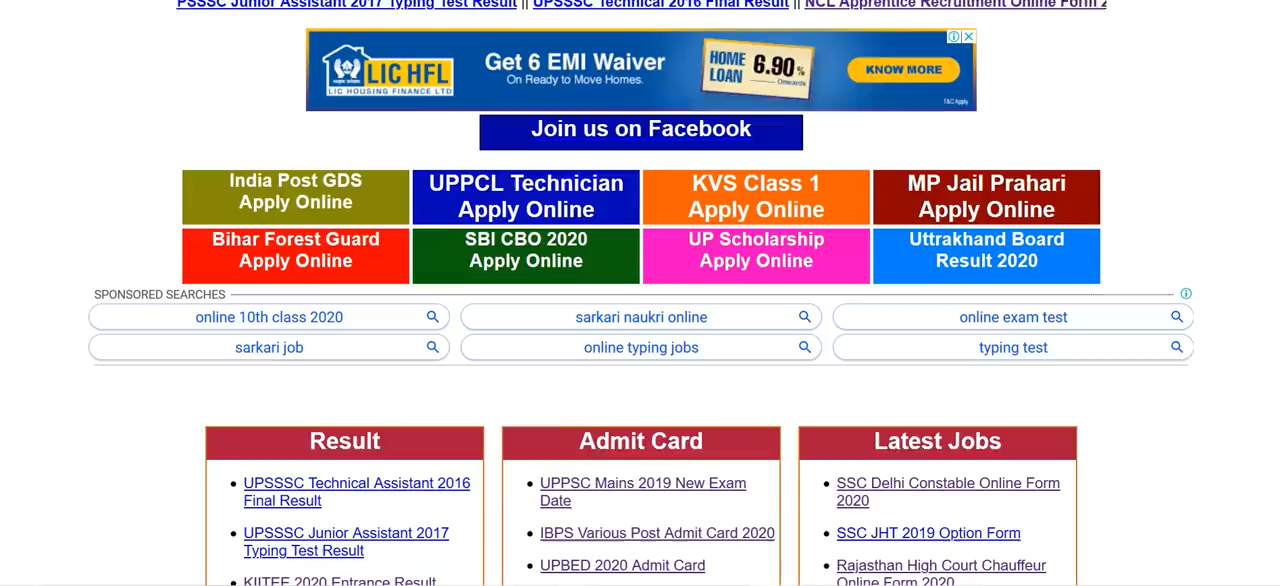 PSSSC Junior Assistant 2017 Typing Test Result || UPSSSC Technical 2016 Final Result || NCL Apprentice Recruitment Online Form 2
LIC HFL
LIC HOUSING FINANCE LTD
Get 6 EMI Waiver
On Ready to Move Homes.
HOME LOAN 6.90%
Onwards
KNOW MORE
T&C Apply
Join us on Facebook
India Post GDS
Apply Online
UPPCL Technician
Apply Online
KVS Class 1
Apply Online
MP Jail Prahari
Apply Online
Bihar Forest Guard
Apply Online
SBI CBO 2020
Apply Online
UP Scholarship
Apply Online
Uttrakhand Board
Result 2020
SPONSORED SEARCHES
online 10th class 2020
sarkari naukri online
online exam test
sarkari job
online typing jobs
typing test
Result
UPSSSC Technical Assistant 2016
Final Result
UPSSSC Junior Assistant 2017
Typing Test Result
KIITEE 2020 Entrance Result
Admit Card
UPPSC Mains 2019 New Exam
Date
IBPS Various Post Admit Card 2020
UPBED 2020 Admit Card
Latest Jobs
SSC Delhi Constable Online Form
2020
SSC JHT 2019 Option Form
Rajasthan High Court Chauffeur
Online Form 2020